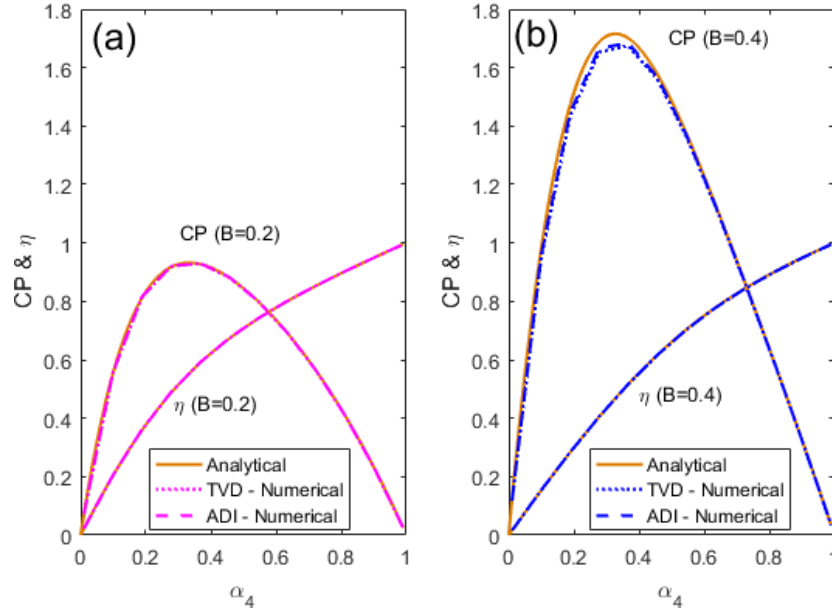 (a)
1.8
1.6
1.4
1.2
1
0.8
0.6
0.4
0.2
0
CP & η
CP (B=0.2)
η (B=0.2)
Analytical
TVD - Numerical
ADI - Numerical
0 0.2 0.4 0.6 0.8 1
α4
(b)
1.8
1.6
1.4
1.2
1
0.8
0.6
0.4
0.2
0
CP & η
CP (B=0.4)
η (B=0.4)
Analytical
TVD - Numerical
ADI - Numerical
0 0.2 0.4 0.6 0.8 1
α4